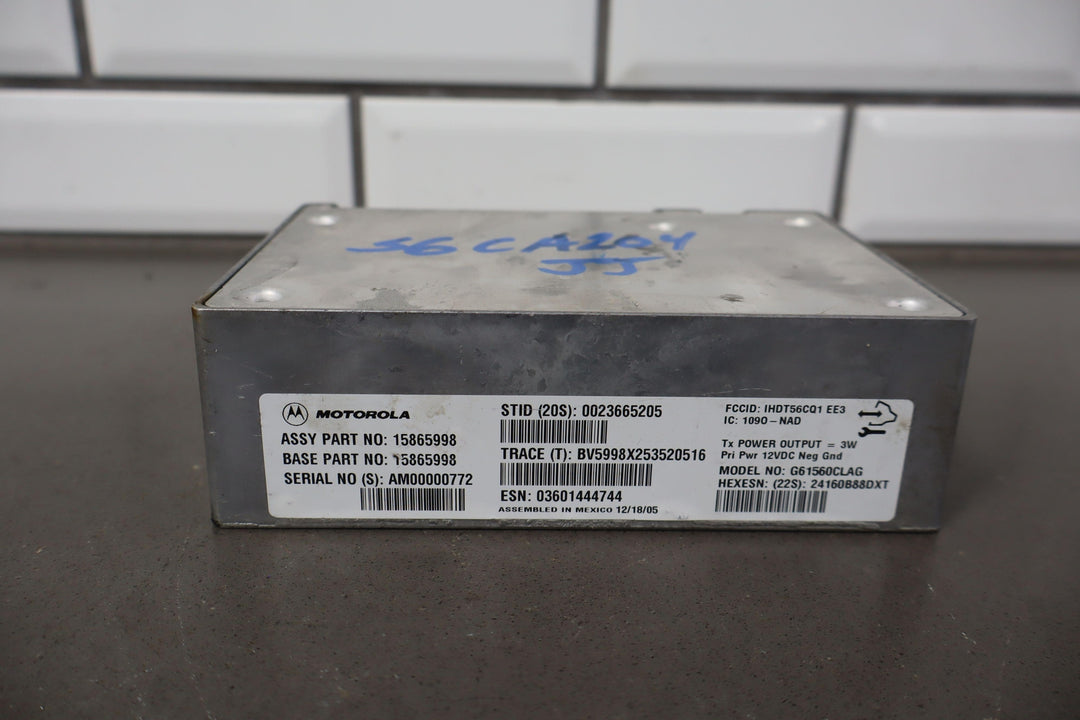 S6CA204
JJ
MOTOROLA
ASSY PART NO: 15865998
BASE PART NO: 15865998
SERIAL NO (S): AM00000772
STID (20S): 0023665205
TRACE (T): BV5998X253520516
ESN: 03601444744
ASSEMBLED IN MEXICO 12/18/05
FCCID: IHDT56CQ1 EE3
IC: 109O-NAD
Tx POWER OUTPUT = 3W
Pri Pwr 12VDC Neg Gnd
MODEL NO: G61560CLAG
HEXESN: (22S): 24160B88DXT